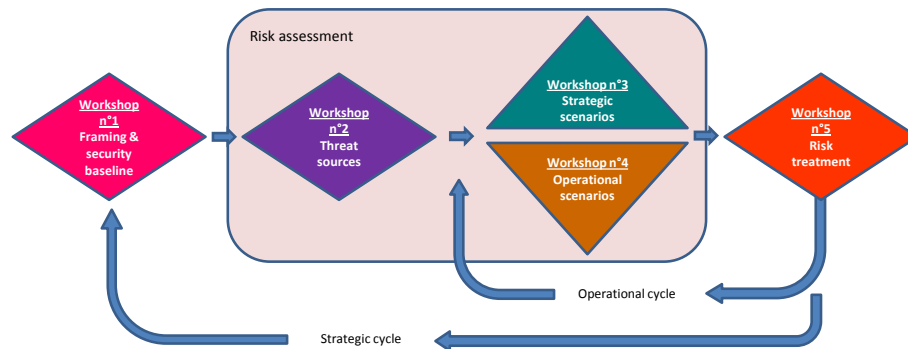 Risk assessment
Workshop
n°1
Framing &
security
baseline
Workshop
n°2
Threat
sources
Workshop n°3
Strategic
scenarios
Workshop n°4
Operational
scenarios
Workshop
n°5
Risk
treatment
Operational cycle
Strategic cycle